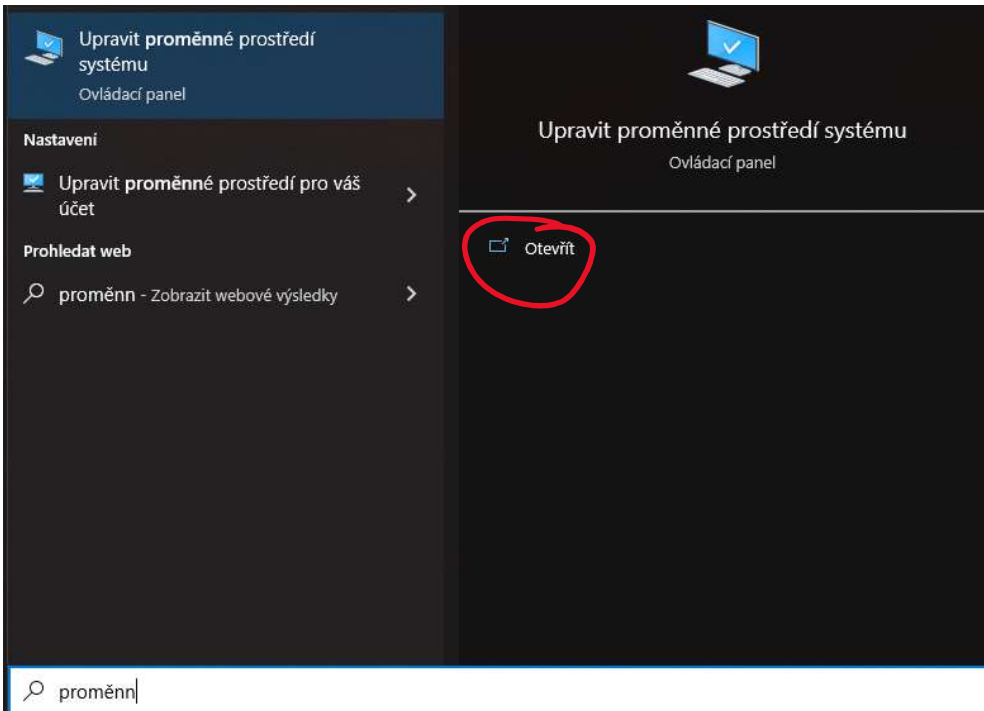 Upravit proměnné prostředí
systému
Ovládací panel
Nastavení
Upravit proměnné prostředí pro váš
účet
Prohledat web
proměnn - Zobrazit webové výsledky
Upravit proměnné prostředí systému
Ovládací panel
Otevřít
proměnn